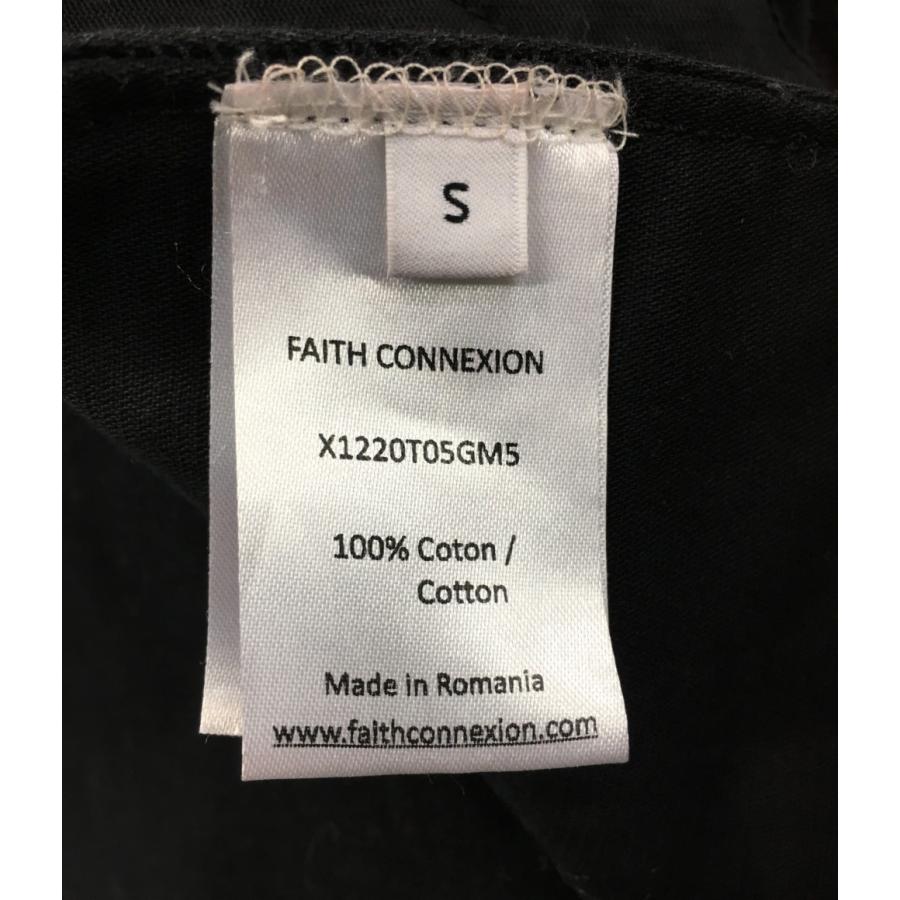 S
FAITH CONNEXION
X1220T05GM5
100% Coton /
Cotton
Made in Romania
www.faithconnexion.com